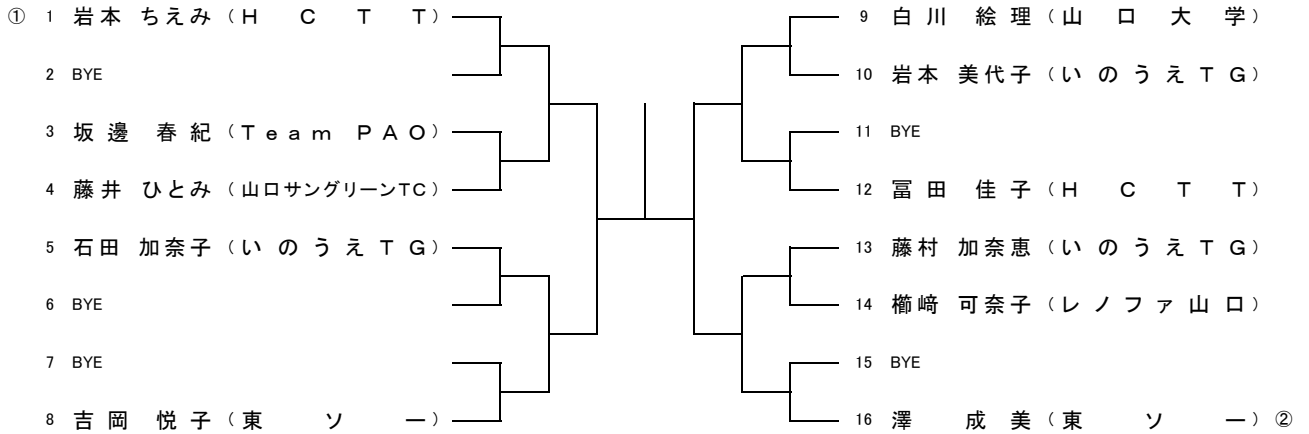 ① 1 岩本 ちえみ （HCTT）
2 BYE
3 坂邊 春紀 （Team PAO）
4 藤井 ひとみ （山口サングリーンTC）
5 石田 加奈子 （いのうえTG）
6 BYE
7 BYE
8 吉岡 悦子 （東ソー）
9 白川 絵理 （山口大学）
10 岩本 美代子 （いのうえTG）
11 BYE
12 冨田 佳子 （HCTT）
13 藤村 加奈恵 （いのうえTG）
14 櫛﨑 可奈子 （レノファ山口）
15 BYE
16 澤 成美 （東ソー） ②